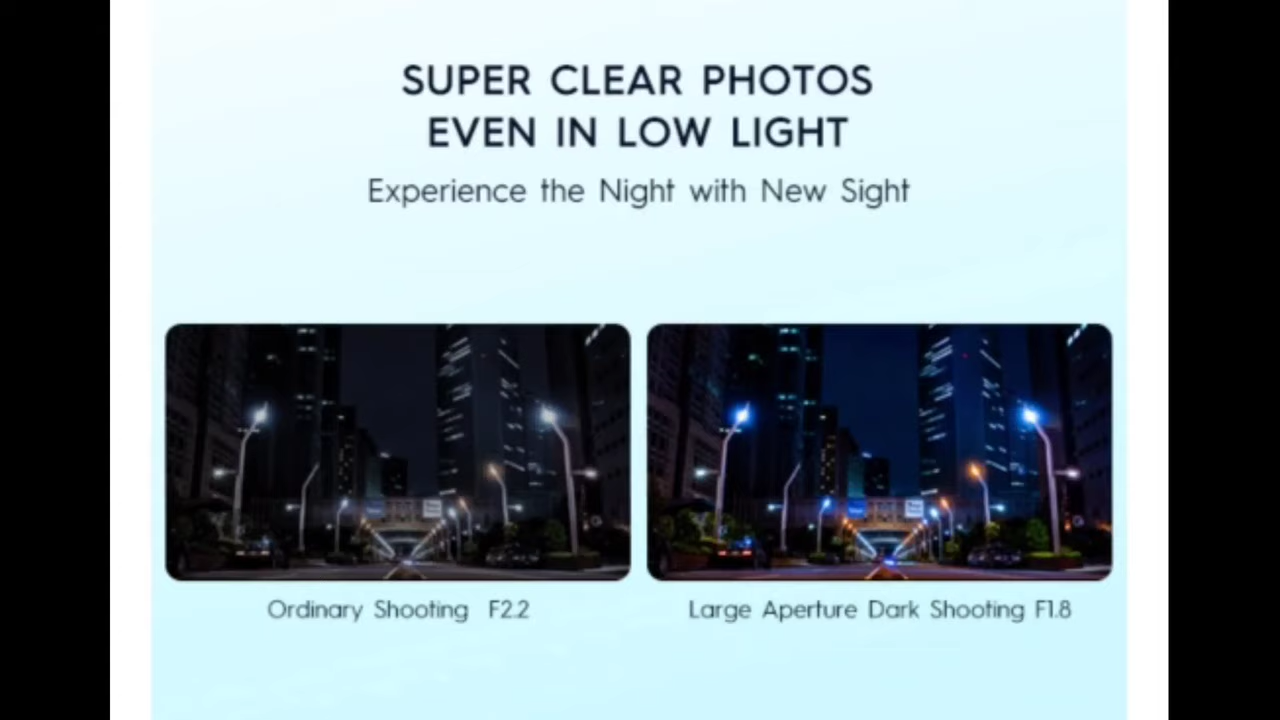 SUPER CLEAR PHOTOS
EVEN IN LOW LIGHT
Experience the Night with New Sight
Ordinary Shooting F2.2
Large Aperture Dark Shooting F1.8